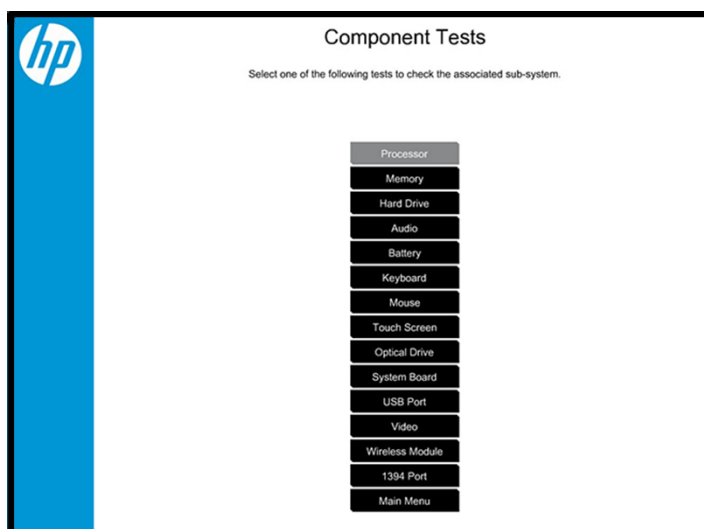 hp
Component Tests
Select one of the following tests to check the associated sub-system.
Processor
Memory
Hard Drive
Audio
Battery
Keyboard
Mouse
Touch Screen
Optical Drive
System Board
USB Port
Video
Wireless Module
1394 Port
Main Menu